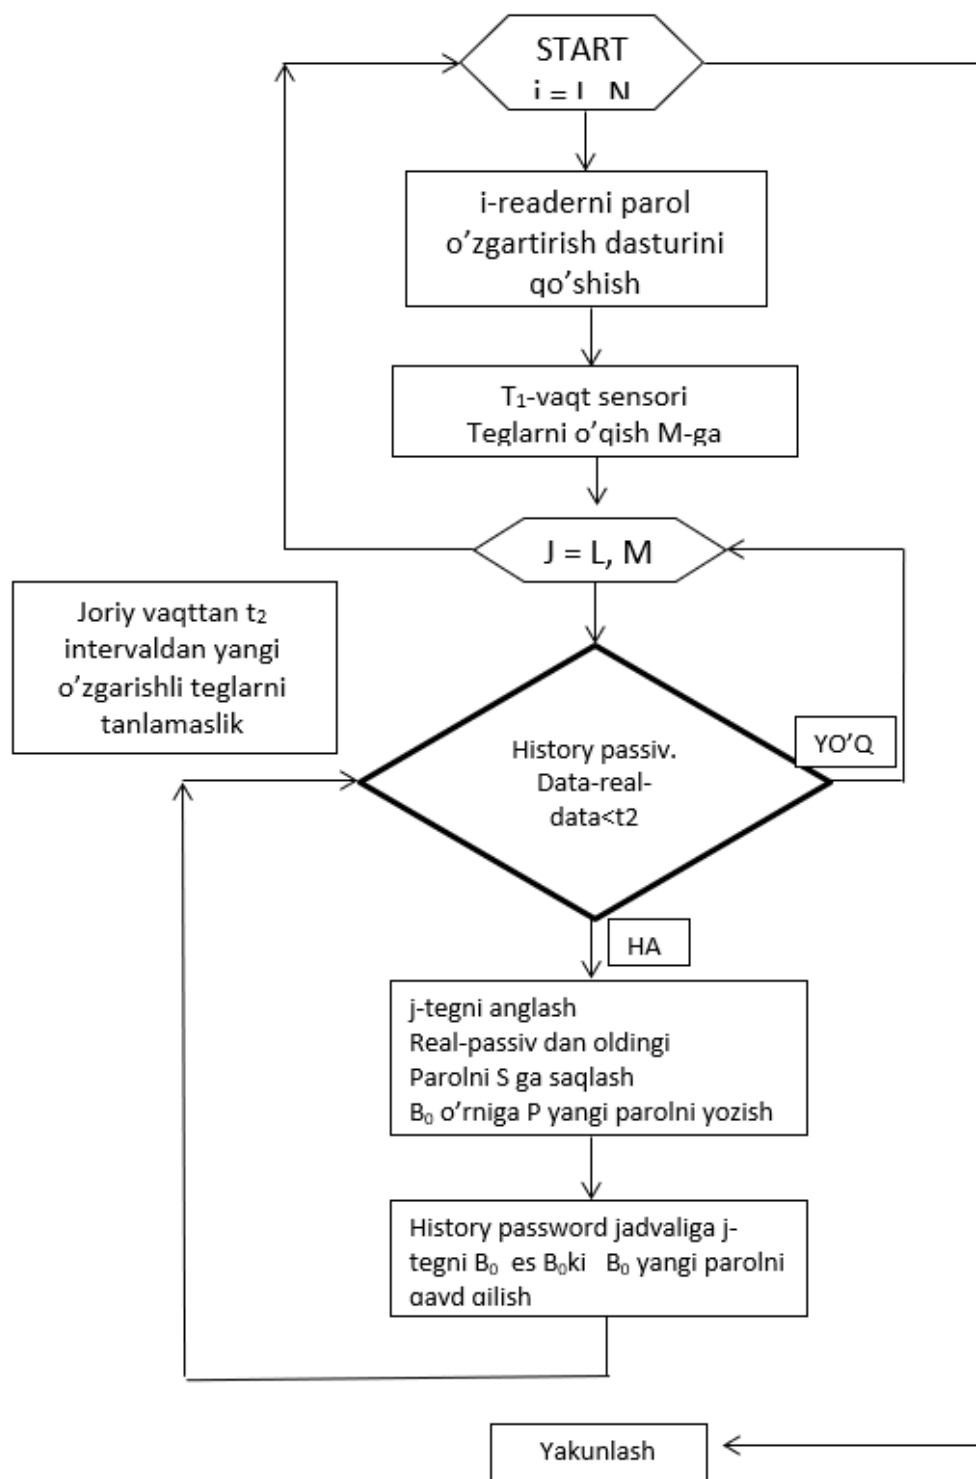 START
i = I N
i-readerni parol
o’zgartirish dasturini
qo’shish
T₁-vaqt sensori
Teglarni o’qish M-ga
J = L, M
Joriy vaqttan t₂
intervaldan yangi
o’zgarishli teglarni
tanlamaslik
History passiv.
Data-real-
data<t2
YO’Q
HA
j-tegni anglash
Real-passiv dan oldingi
Parolni S ga saqlash
B₀ o’rniga P yangi parolni yozish
History password jadvaliga j-
tegni B₀ es B₀ki B₀ yangi parolni
qayd qilish
Yakunlash